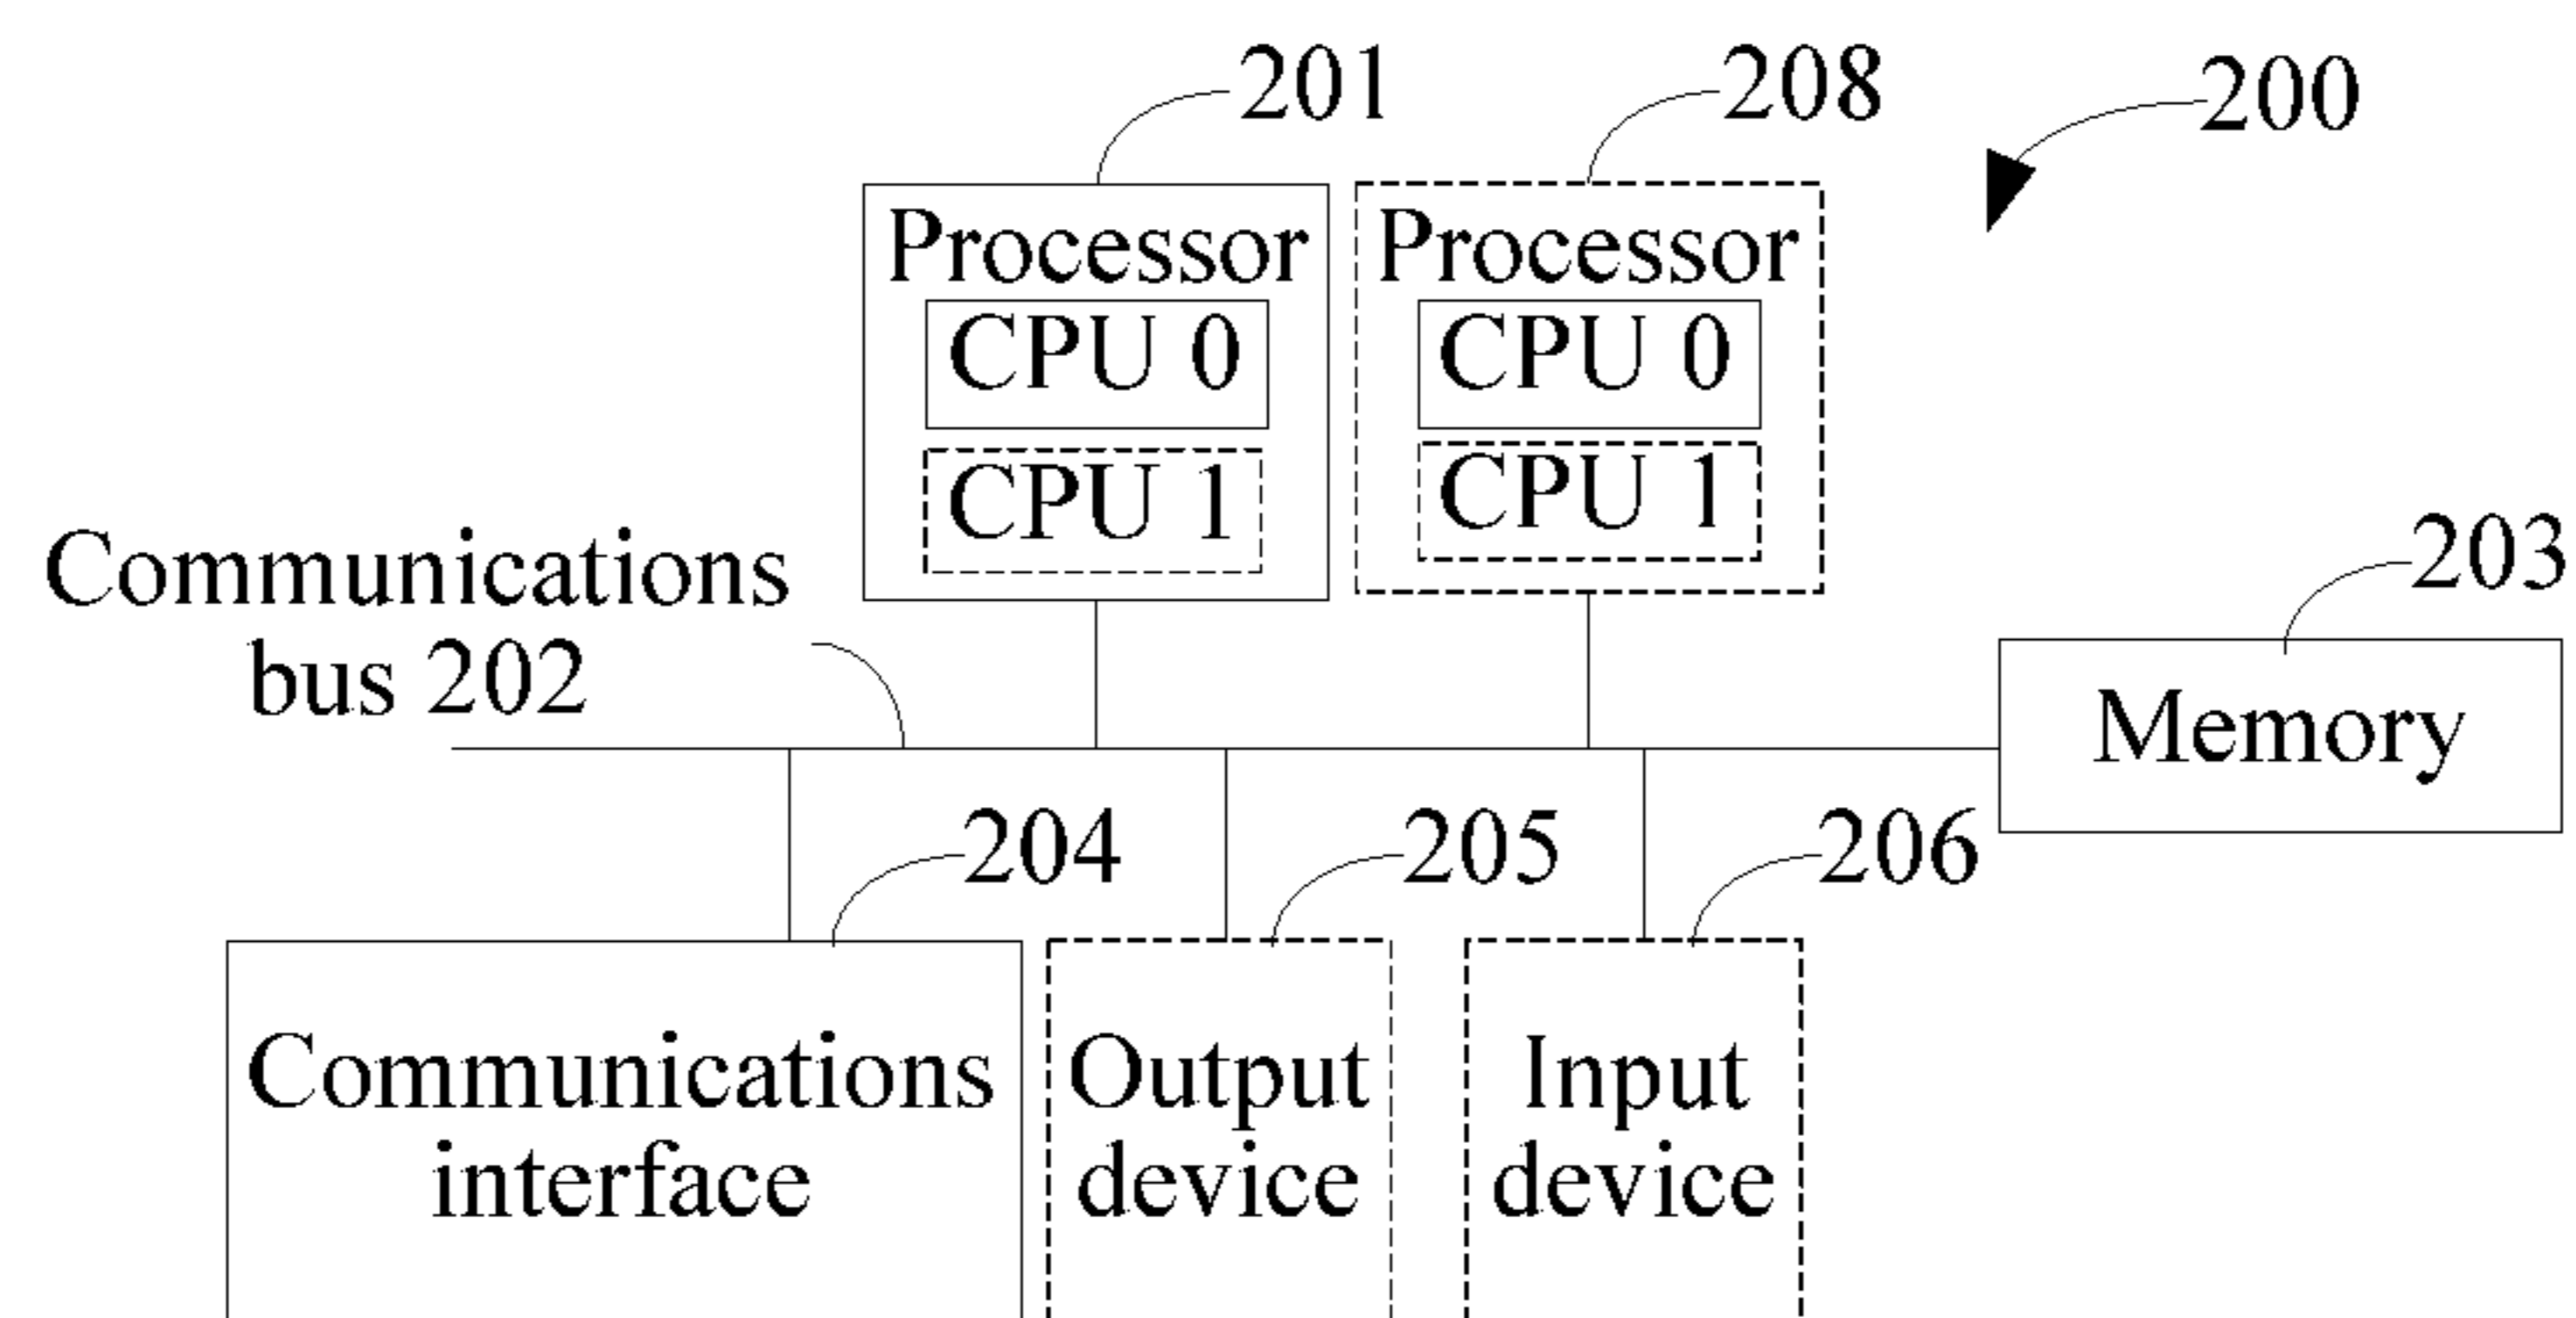 201
208
200
Processor
CPU 0
CPU 1
Processor
CPU 0
CPU 1
Communications
bus 202
203
Memory
204
205
206
Communications
interface
Output
device
Input
device